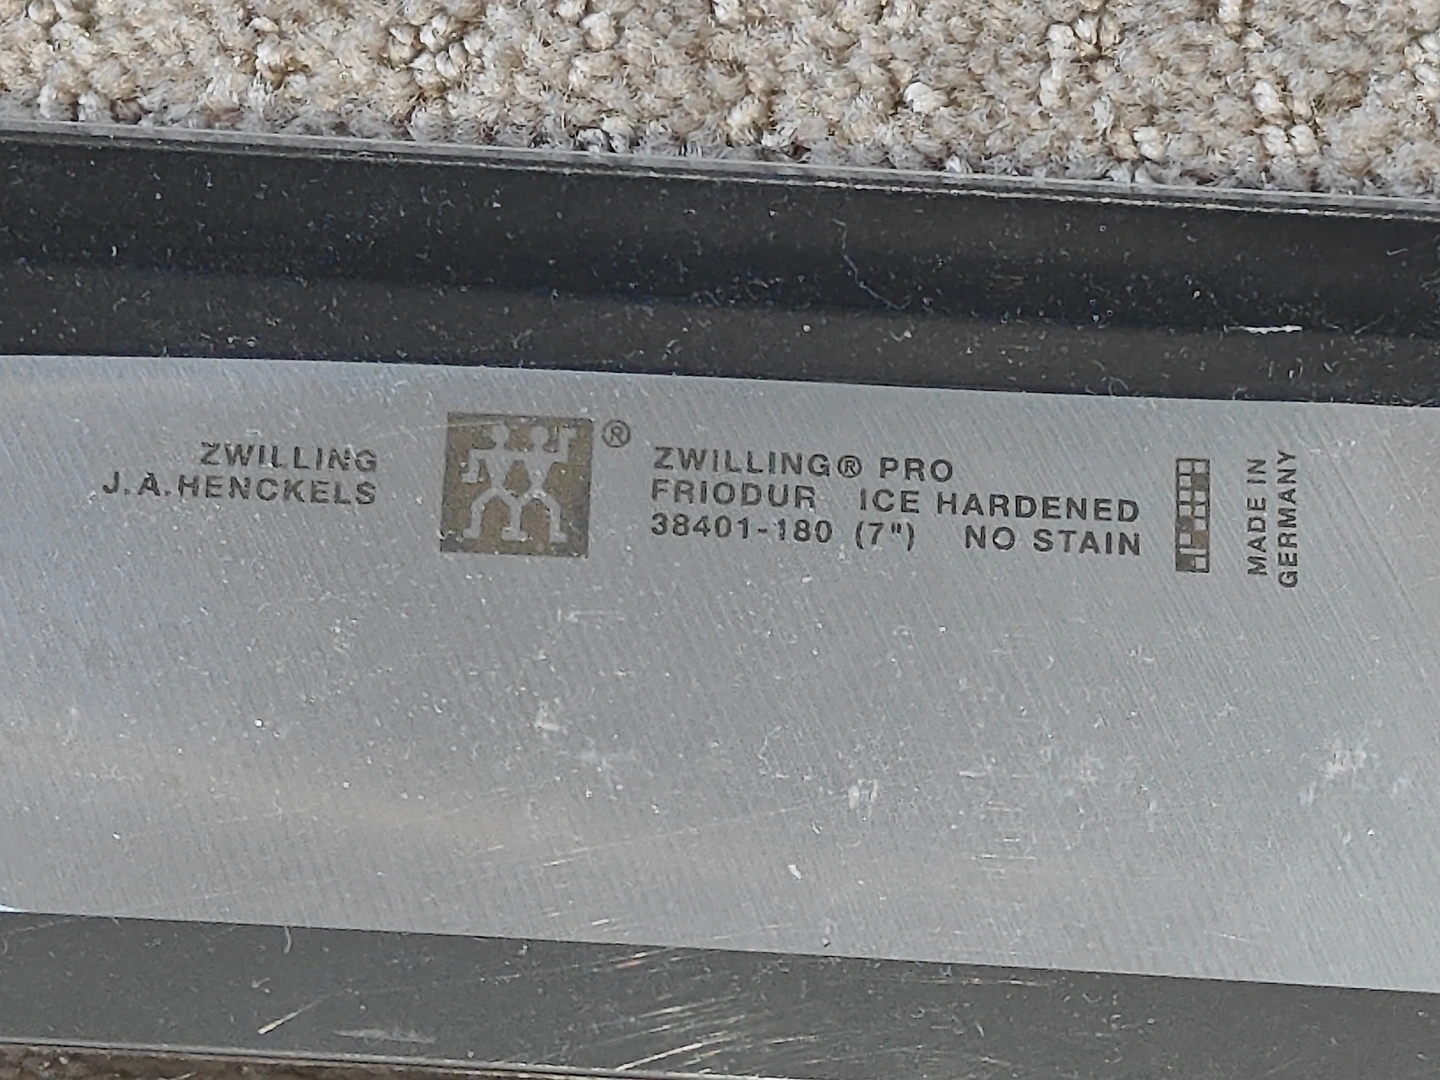 ZWILLING
J.A.HENCKELS
®
ZWILLING® PRO
FRIODUR ICE HARDENED
38401-180 (7") NO STAIN
MADE IN
GERMANY